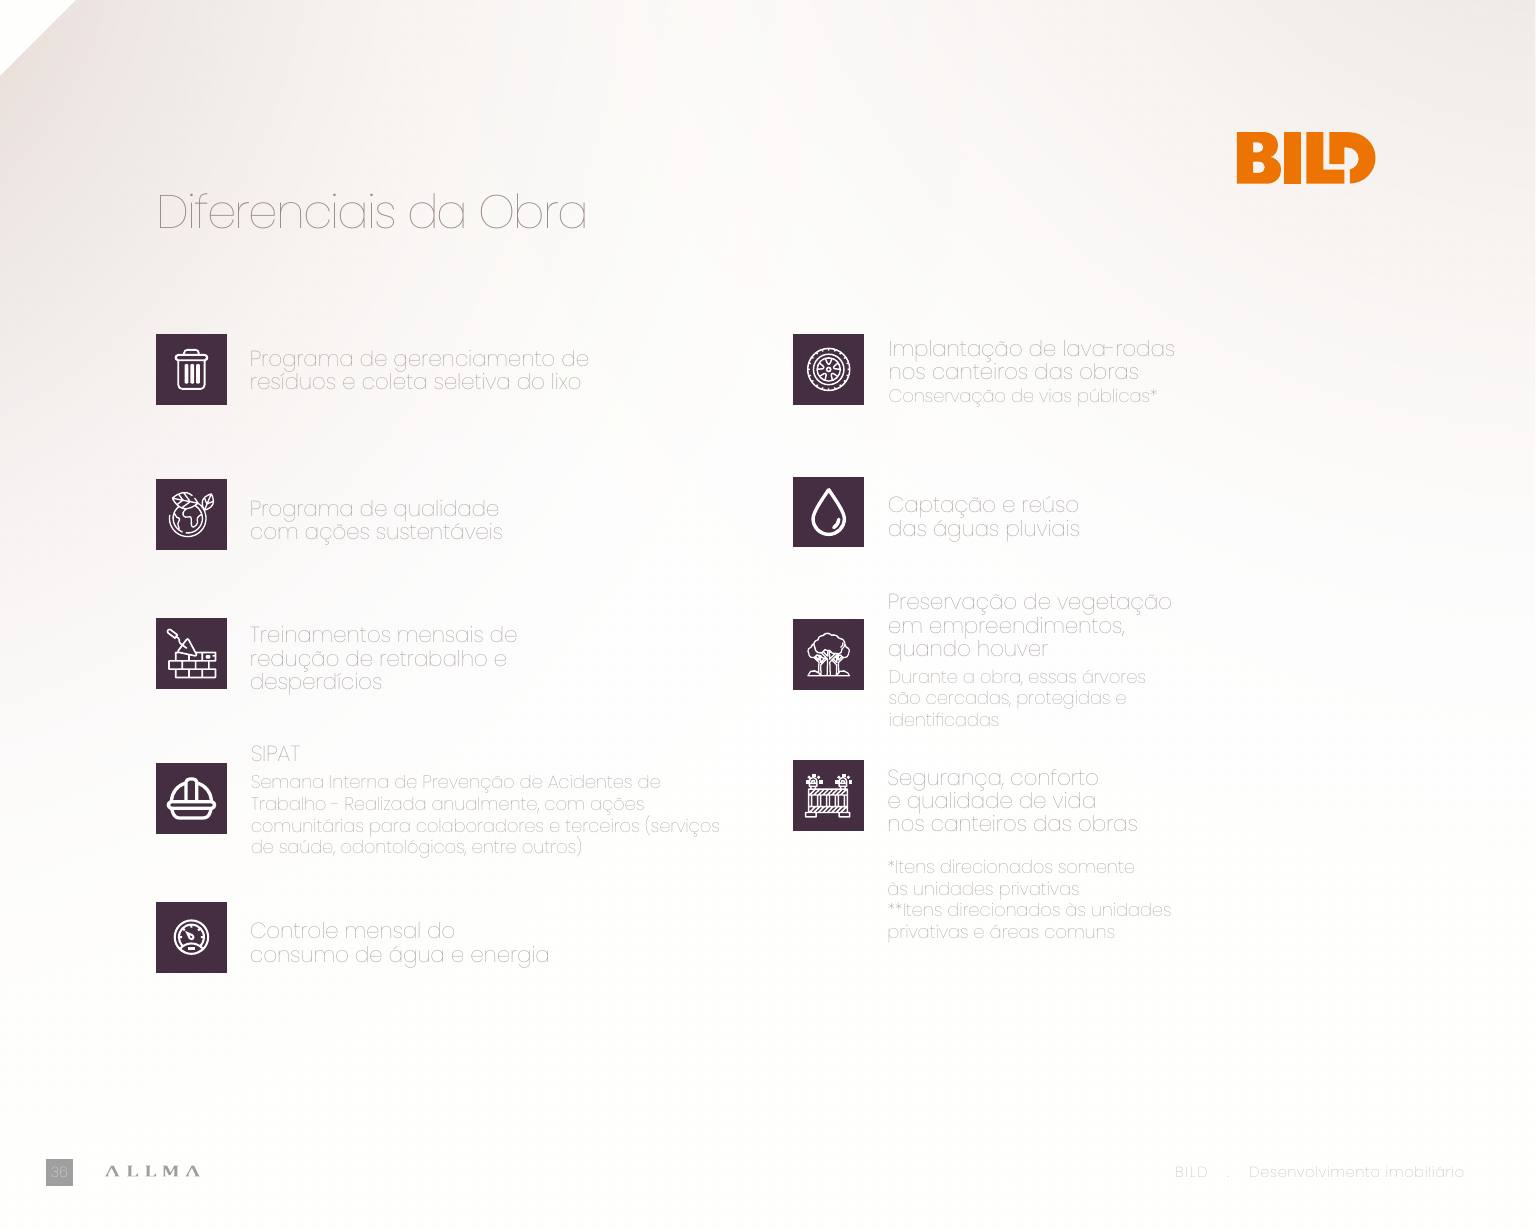 BILD
Diferenciais da Obra
Programa de gerenciamento de
resíduos e coleta seletiva do lixo
Programa de qualidade
com ações sustentáveis
Treinamentos mensais de
redução de retrabalho e
desperdícios
SIPAT
Semana Interna de Prevenção de Acidentes de
Trabalho - Realizada anualmente, com ações
comunitárias para colaboradores e terceiros (serviços
de saúde, odontológicos, entre outros)
Controle mensal do
consumo de água e energia
Implantação de lava-rodas
nos canteiros das obras
Conservação de vias públicas*
Captação e reúso
das águas pluviais
Preservação de vegetação
em empreendimentos,
quando houver
Durante a obra, essas árvores
são cercadas, protegidas e
identificadas
Segurança, conforto
e qualidade de vida
nos canteiros das obras
*Itens direcionados somente
às unidades privativas
**Itens direcionados às unidades
privativas e áreas comuns
36
ALLMA
BILD . Desenvolvimento imobiliário